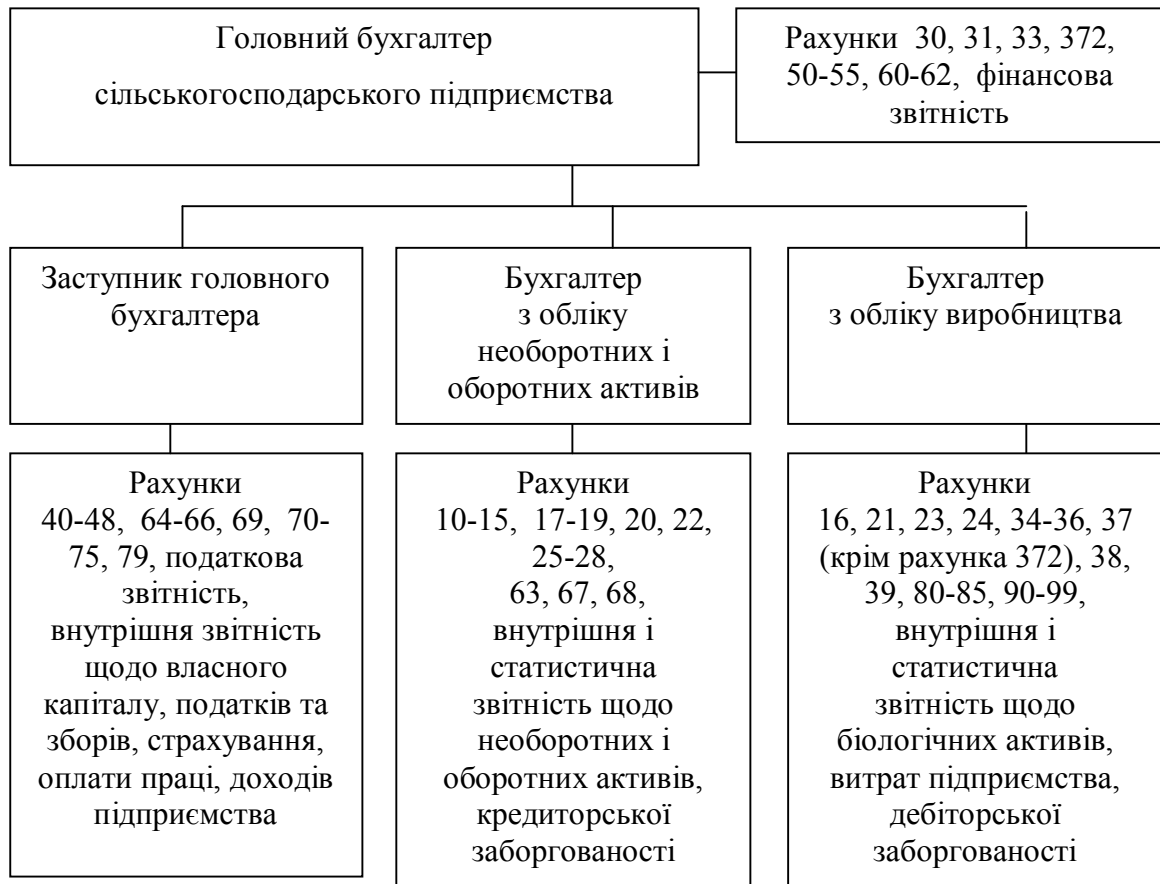 Головний бухгалтер
сільськогосподарського підприємства
Рахунки 30, 31, 33, 372,
50-55, 60-62, фінансова
звітність
Заступник головного
бухгалтера
Бухгалтер
з обліку
необоротних і
оборотних активів
Бухгалтер
з обліку виробництва
Рахунки
40-48, 64-66, 69, 70-
75, 79, податкова
звітність,
внутрішня звітність
щодо власного
капіталу, податків та
зборів, страхування,
оплати праці, доходів
підприємства
Рахунки
10-15, 17-19, 20, 22,
25-28,
63, 67, 68,
внутрішня і
статистична
звітність щодо
необоротних і
оборотних активів,
кредиторської
заборгованості
Рахунки
16, 21, 23, 24, 34-36, 37
(крім рахунка 372), 38,
39, 80-85, 90-99,
внутрішня і
статистична
звітність щодо
біологічних активів,
витрат підприємства,
дебіторської
заборгованості